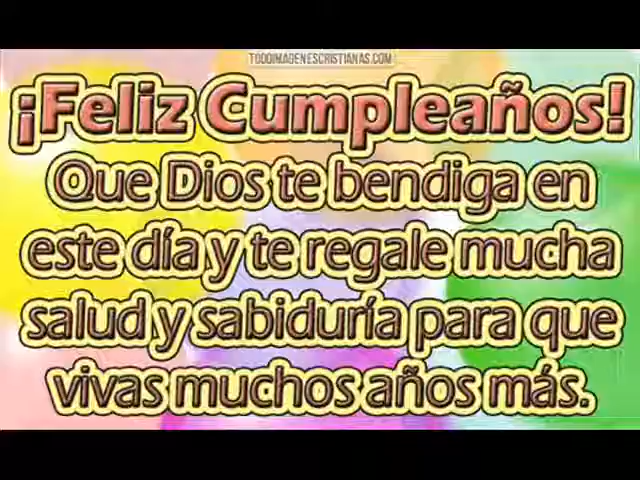 TODOIMAGENESCRISTIANAS.COM
¡Feliz Cumpleaños!
Que Dios te bendiga en
este día y te regale mucha
salud y sabiduría para que
vivas muchos años más.